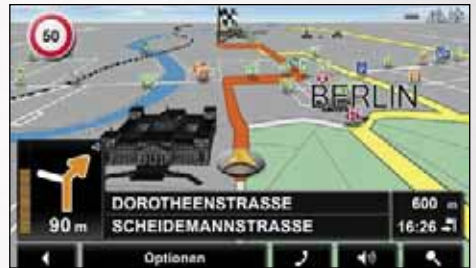 50
BERLIN
DOROTHEENSTRASSE 600 m
90 m SCHEIDEMANNSTRASSE 16:26
Optionen